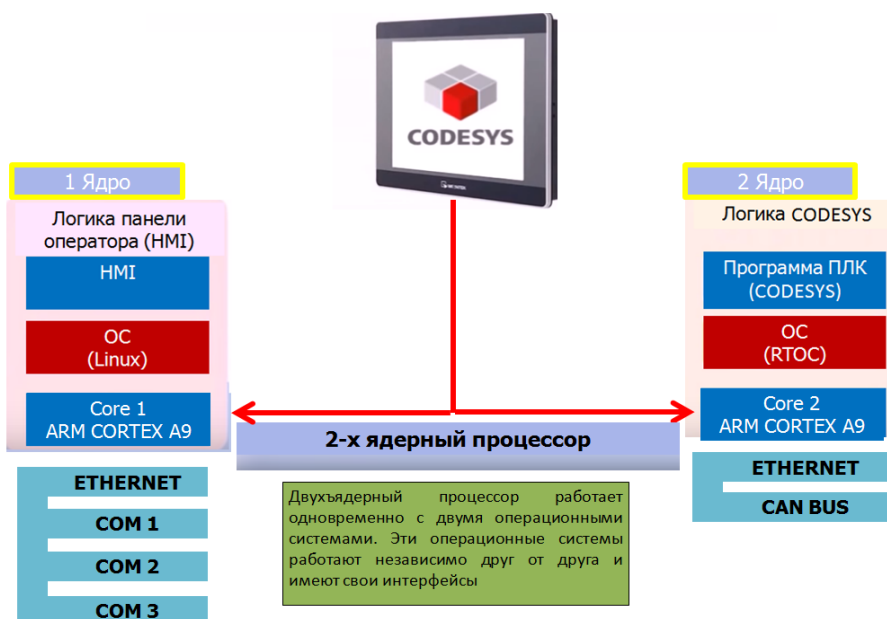 CODESYS
1 Ядро
Логика панели
оператора (HMI)
HMI
ОС
(Linux)
Core 1
ARM CORTEX A9
ETHERNET
COM 1
COM 2
COM 3
2-х ядерный процессор
Двухъядерный процессор работает
одновременно с двумя операционными
системами. Эти операционные системы
работают независимо друг от друга и
имеют свои интерфейсы
2 Ядро
Логика CODESYS
Программа ПЛК
(CODESYS)
ОС
(RTOC)
Core 2
ARM CORTEX A9
ETHERNET
CAN BUS